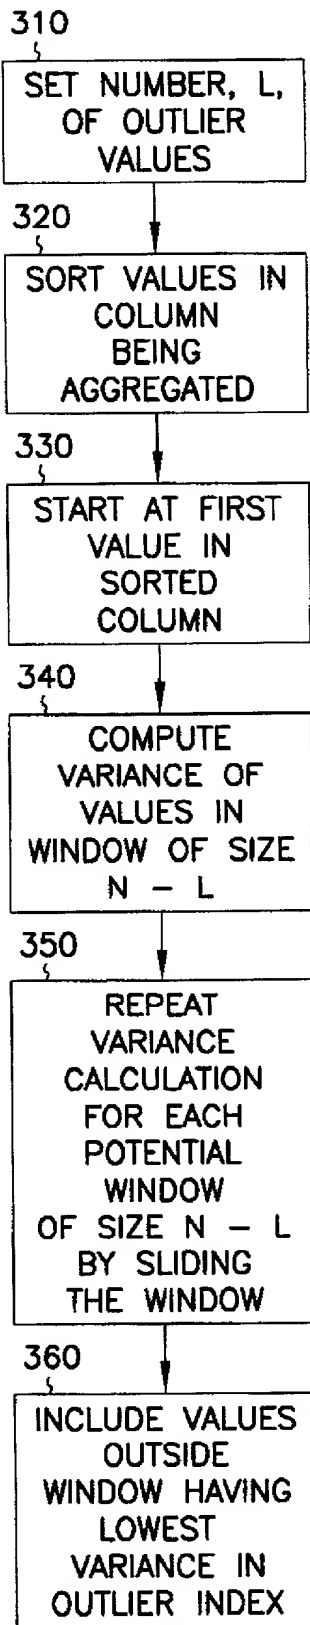 310
SET NUMBER, L,
OF OUTLIER
VALUES
320
SORT VALUES IN
COLUMN
BEING
AGGREGATED
330
START AT FIRST
VALUE IN
SORTED
COLUMN
340
COMPUTE
VARIANCE OF
VALUES IN
WINDOW OF SIZE
N – L
350
REPEAT
VARIANCE
CALCULATION
FOR EACH
POTENTIAL
WINDOW
OF SIZE N – L
BY SLIDING
THE WINDOW
360
INCLUDE VALUES
OUTSIDE
WINDOW HAVING
LOWEST
VARIANCE IN
OUTLIER INDEX